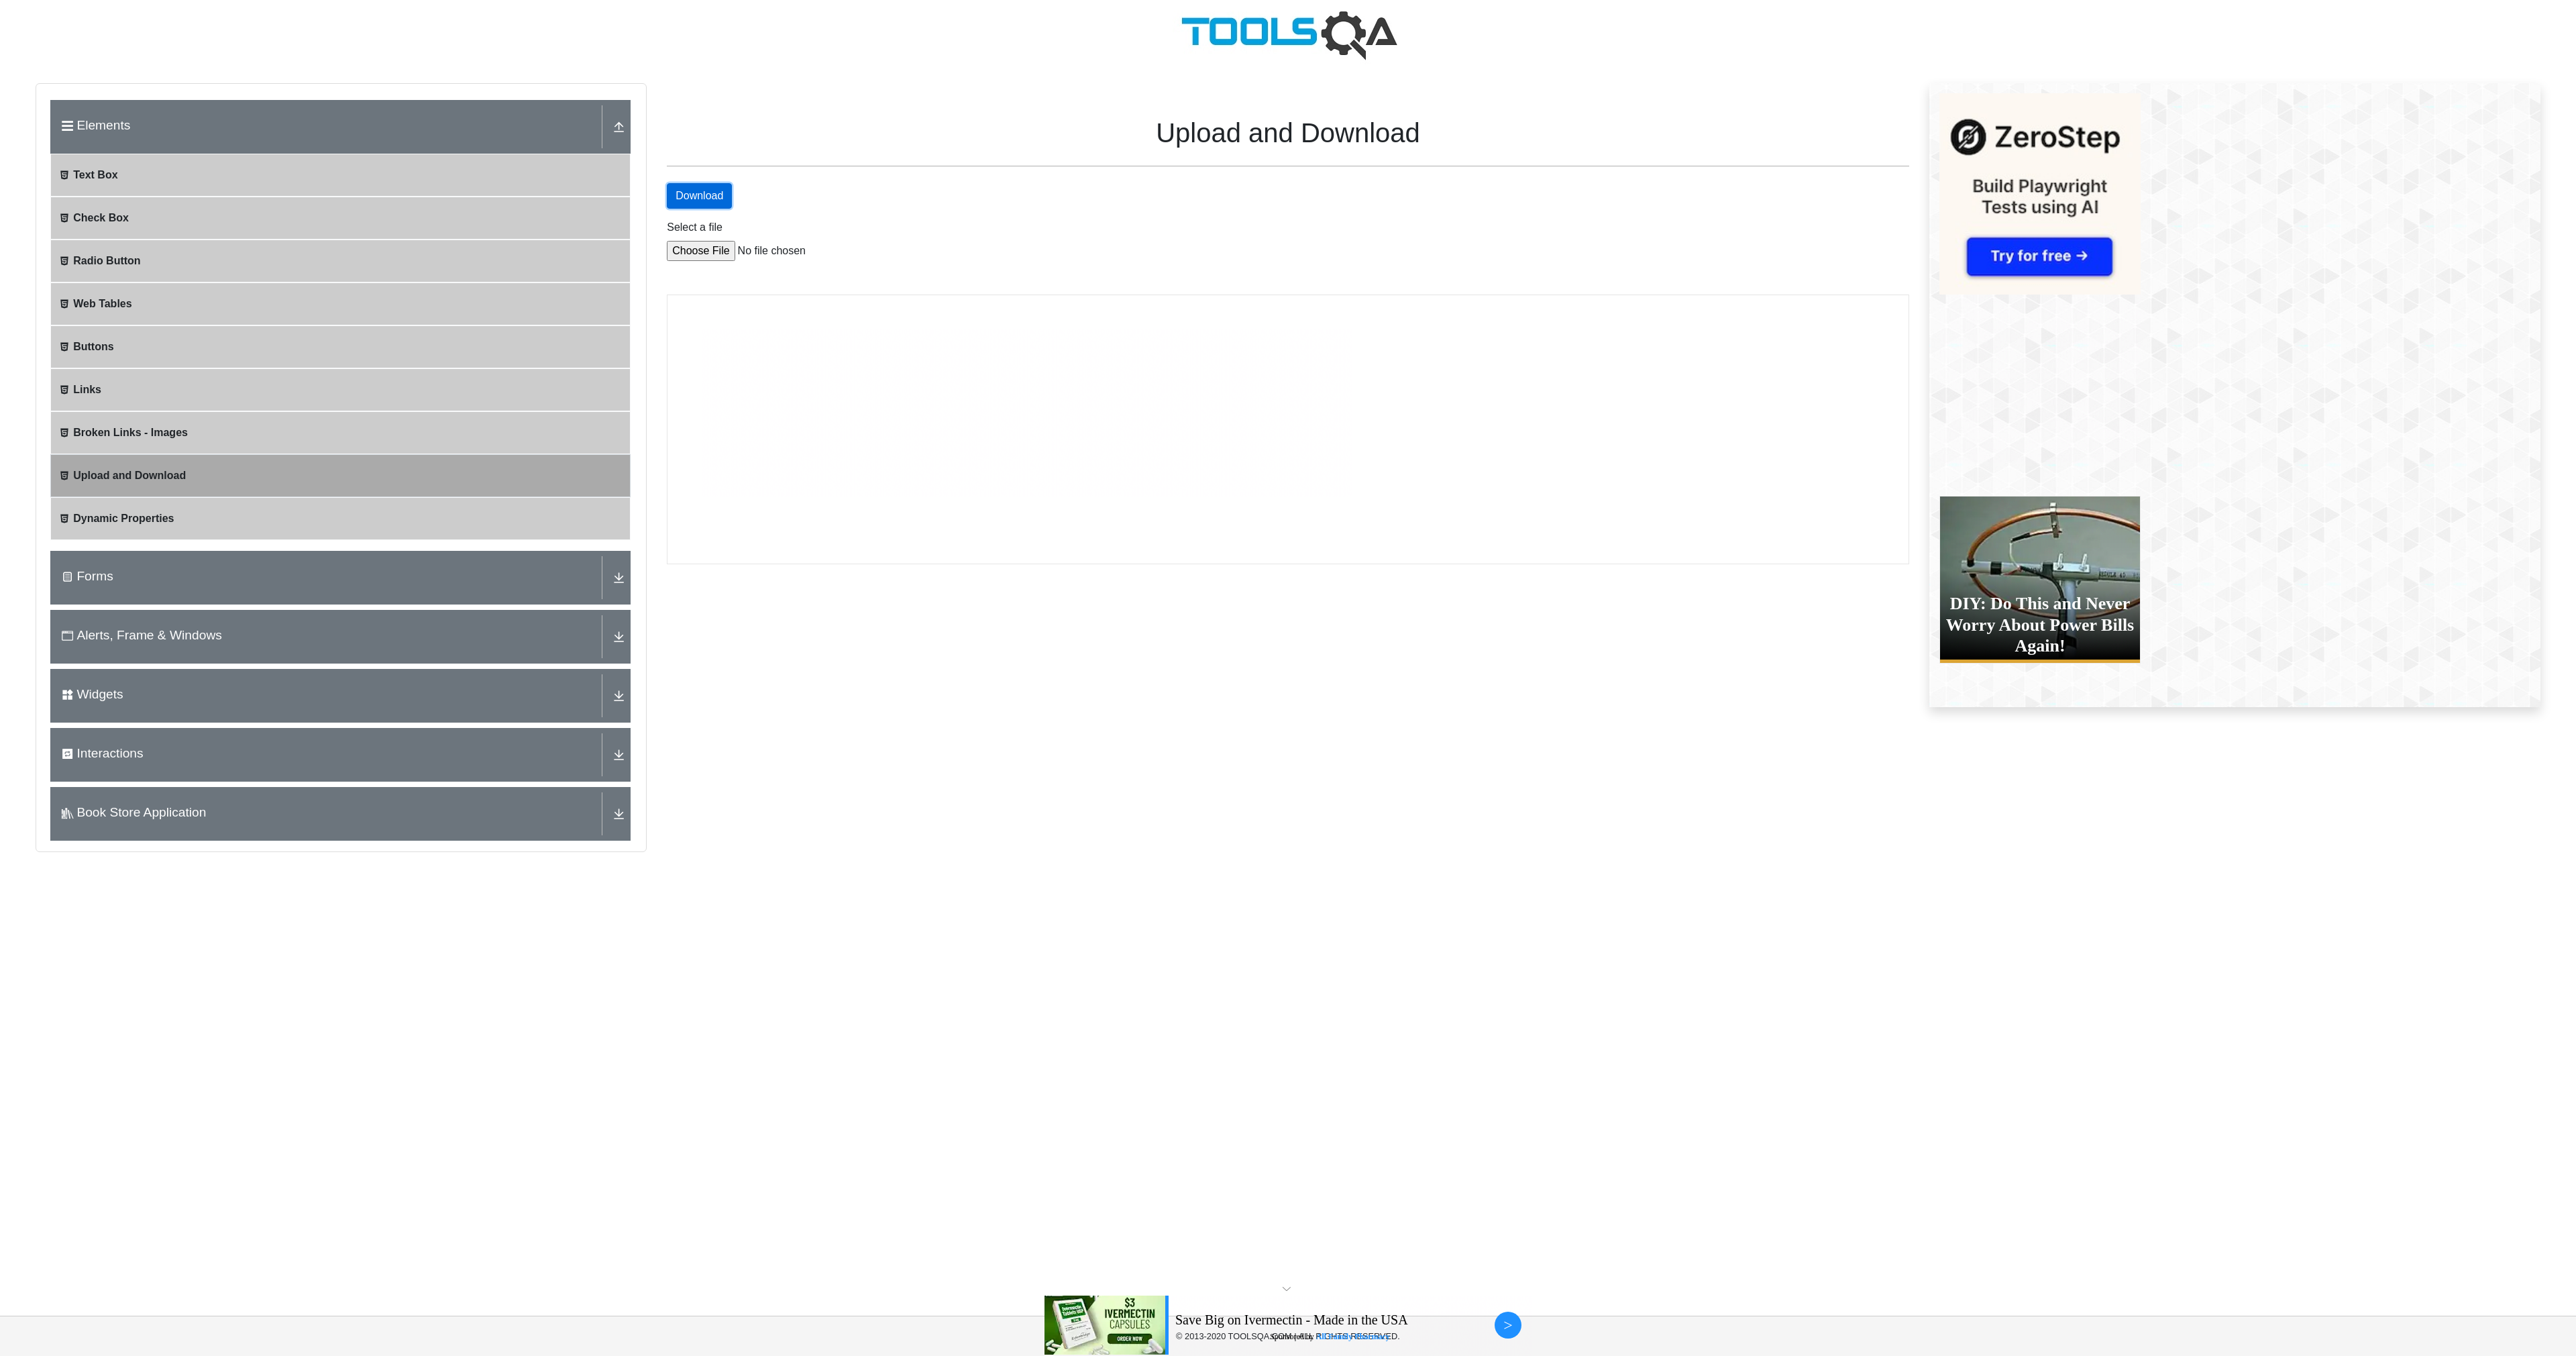 TOOLSQA
Elements
Text Box
Check Box
Radio Button
Web Tables
Buttons
Links
Broken Links - Images
Upload and Download
Dynamic Properties
Forms
Alerts, Frame & Windows
Widgets
Interactions
Book Store Application
Upload and Download
Download
Select a file
Choose File No file chosen
ZeroStep
Build Playwright
Tests using AI
Try for free →
DIY: Do This and Never
Worry About Power Bills
Again!
$3
IVERMECTIN
CAPSULES
ORDER NOW
Save Big on Ivermectin - Made in the USA
© 2013-2020 TOOLSQA.COM | ALL RIGHTS RESERVED.
>